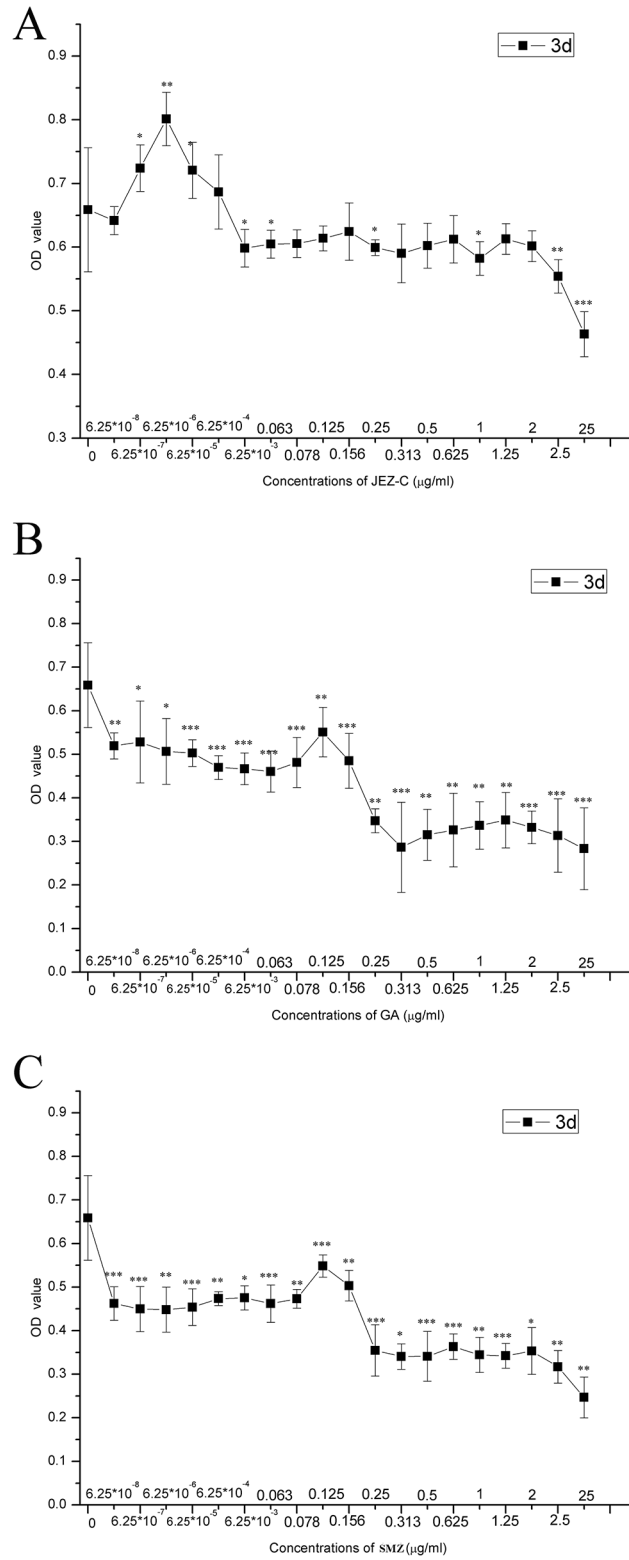 A
3d
0.9
**
0.8
* *
0.7
* * * *
**
0.6
***
0.5
0.4
0.3
OD value
6.25*10^-8 6.25*10^-6 6.25*10^-4 0.063 0.125 0.25 0.5 1 2 25
0 6.25*10^-7 6.25*10^-5 6.25*10^-3 0.078 0.156 0.313 0.625 1.25 2.5
Concentrations of JEZ-C (μg/ml)
B
3d
0.9
0.8
0.7
0.6
0.5
0.4
0.3
0.2
0.1
0.0
OD value
** * * *** *** *** *** *** ** *** ** *** ** ** ** ** *** *** ***
6.25*10^-8 6.25*10^-6 6.25*10^-4 0.063 0.125 0.25 0.5 1 2 25
0 6.25*10^-7 6.25*10^-5 6.25*10^-3 0.078 0.156 0.313 0.625 1.25 2.5
Concentrations of GA (μg/ml)
C
3d
0.9
0.8
0.7
0.6
0.5
0.4
0.3
0.2
0.1
0.0
OD value
*** *** ** *** ** * *** ** *** ** *** * *** *** ** *** * ** **
6.25*10^-8 6.25*10^-6 6.25*10^-4 0.063 0.125 0.25 0.5 1 2 25
0 6.25*10^-7 6.25*10^-5 6.25*10^-3 0.078 0.156 0.313 0.625 1.25 2.5
Concentrations of SMZ (μg/ml)